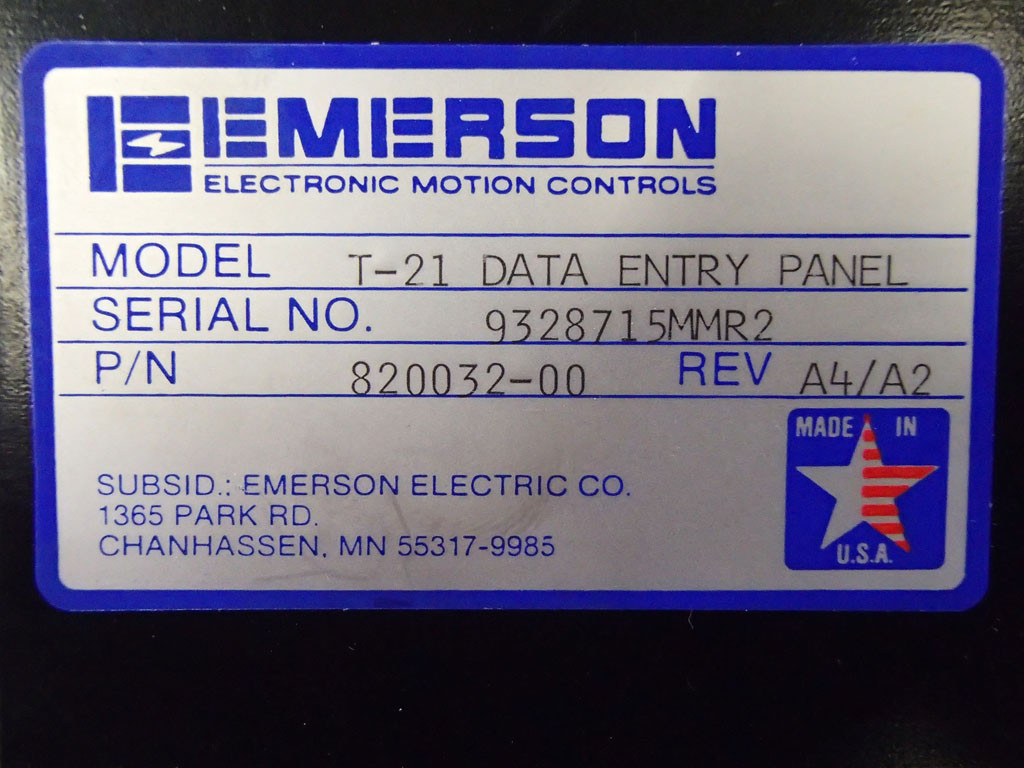 EMERSON
ELECTRONIC MOTION CONTROLS
MODEL T-21 DATA ENTRY PANEL
SERIAL NO. 9328715MMR2
P/N 820032-00 REV A4/A2
MADE IN
U.S.A.
SUBSID.: EMERSON ELECTRIC CO.
1365 PARK RD.
CHANHASSEN, MN 55317-9985